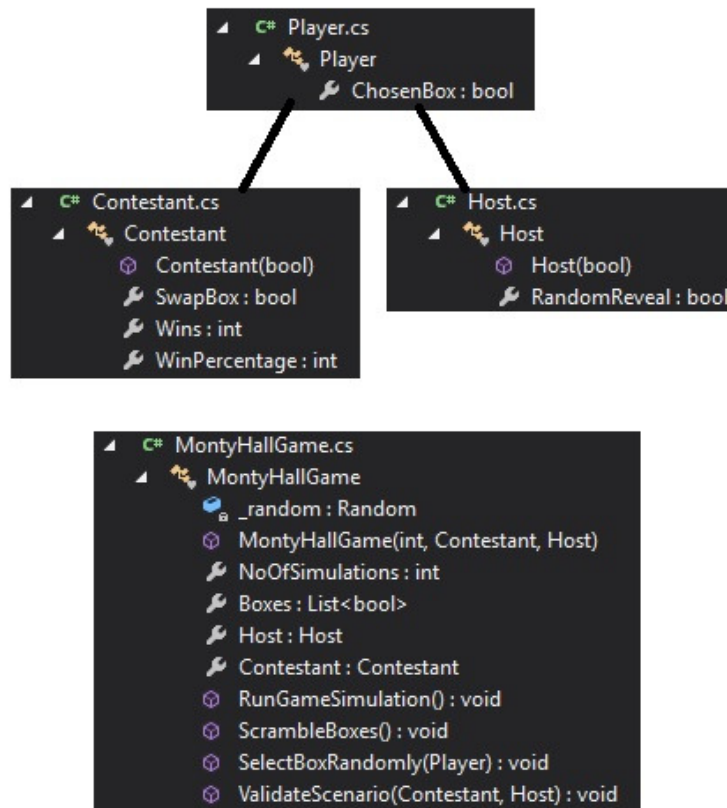 C# Player.cs
Player
ChosenBox : bool
C# Contestant.cs
Contestant
Contestant(bool)
SwapBox : bool
Wins : int
WinPercentage : int
C# Host.cs
Host
Host(bool)
RandomReveal : bool
C# MontyHallGame.cs
MontyHallGame
_random : Random
MontyHallGame(int, Contestant, Host)
NoOfSimulations : int
Boxes : List<bool>
Host : Host
Contestant : Contestant
RunGameSimulation() : void
ScrambleBoxes() : void
SelectBoxRandomly(Player) : void
ValidateScenario(Contestant, Host) : void